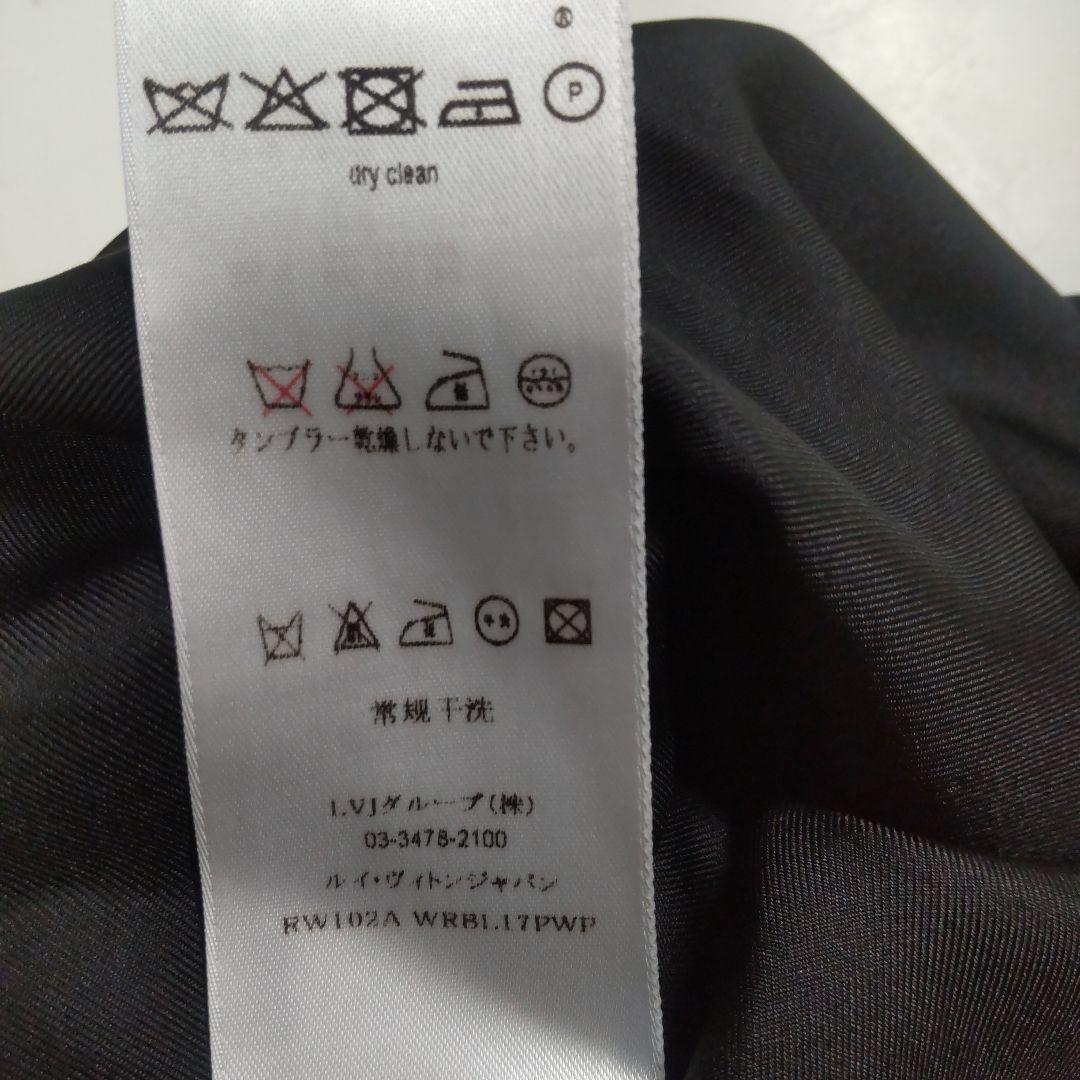 ®
P
dry clean
タンブラー乾燥しないで下さい。
常规干洗
LVJグループ(株)
03-3478-2100
ルイ・ヴィトンジャパン
RW102A WRBL17PWP